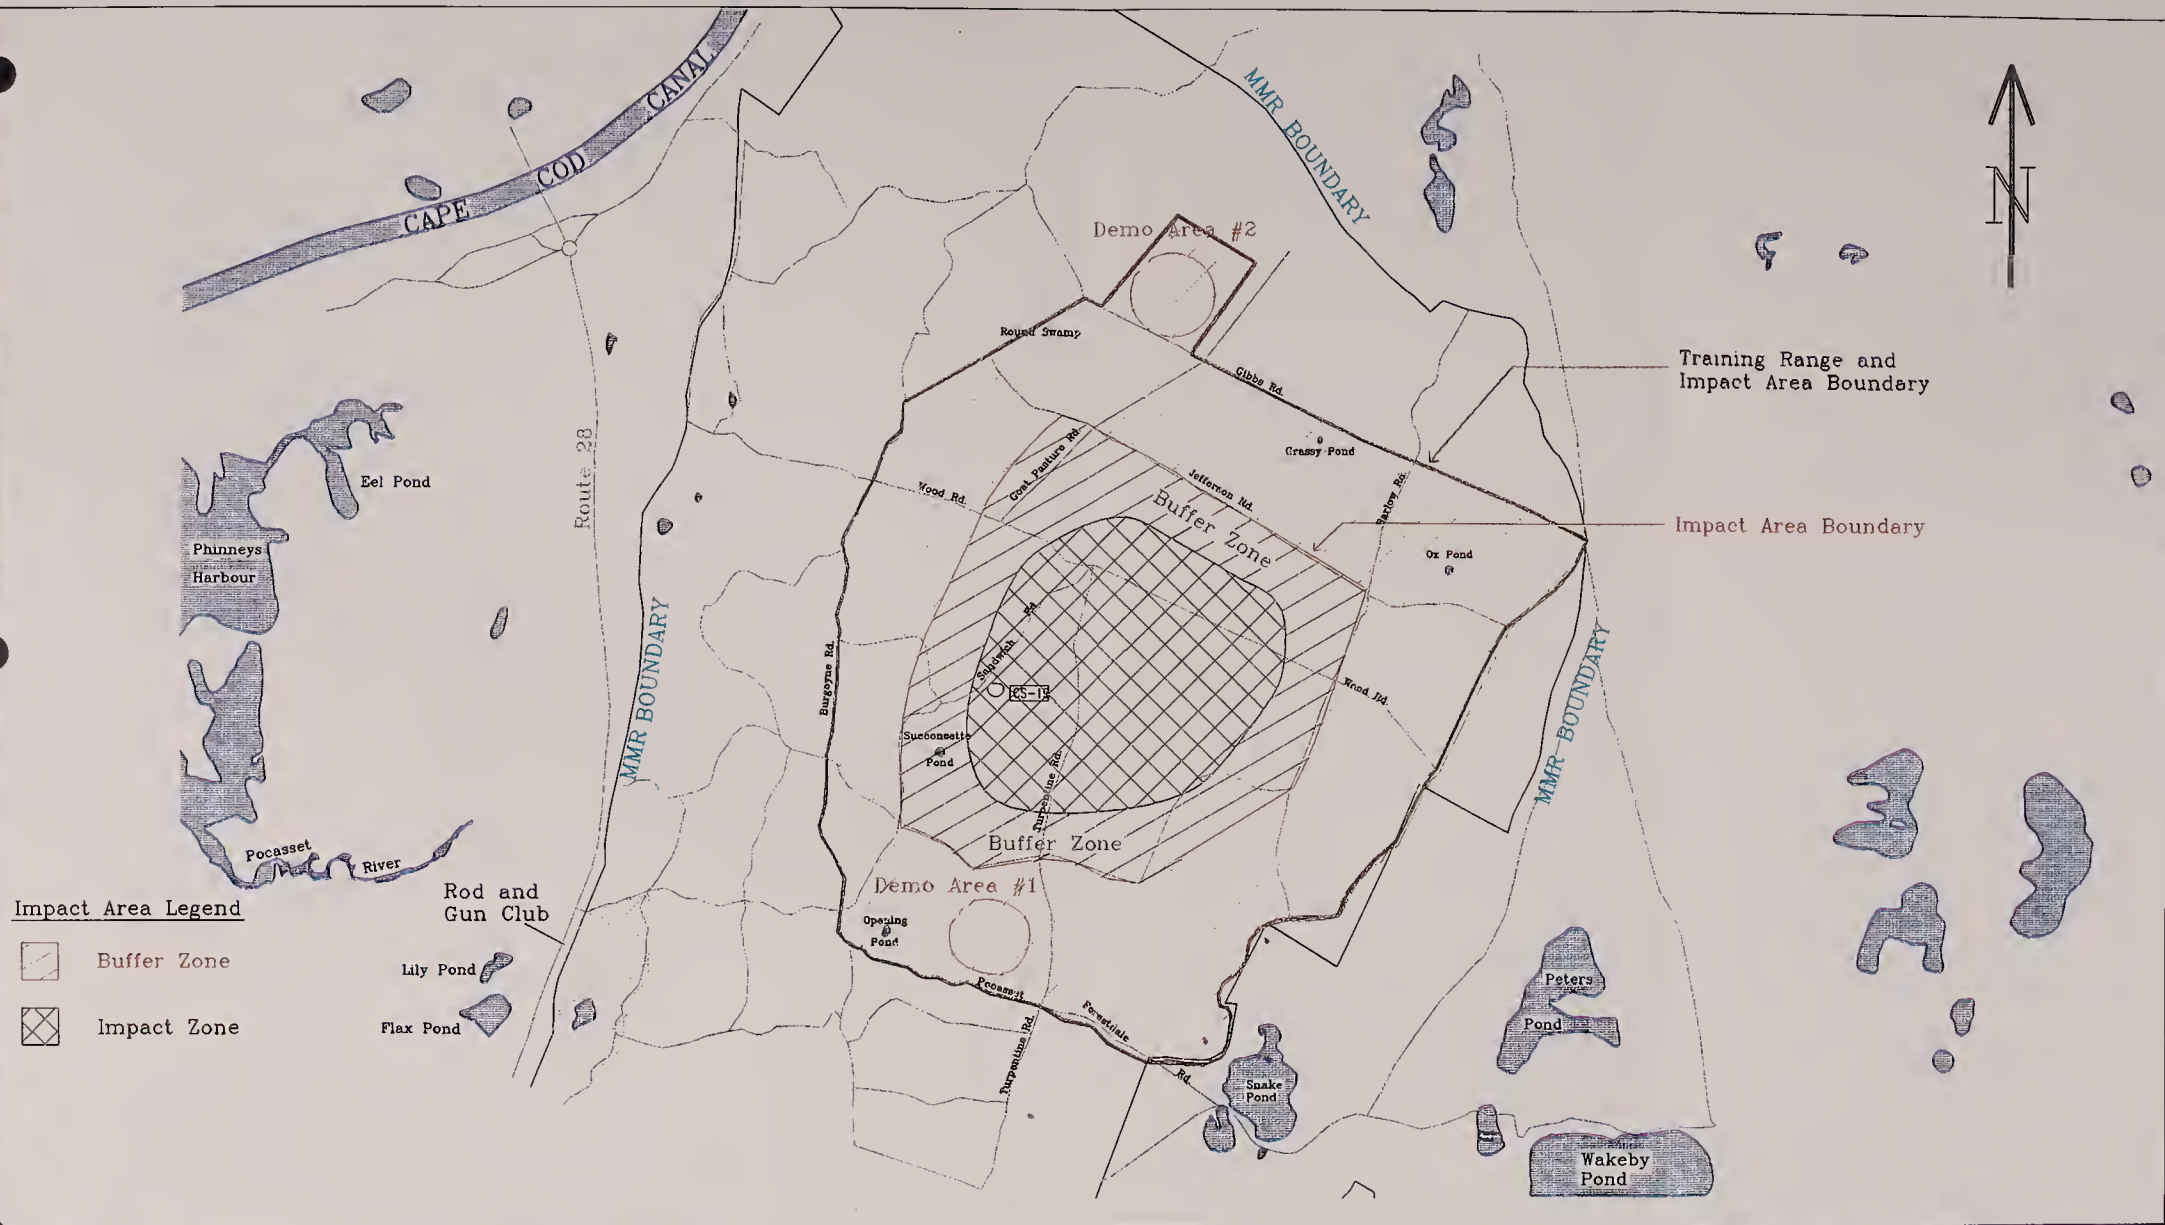 CAPE COD CANAL
MMR BOUNDARY
N
Demo Area #2
Round Swamp
Gibbs Rd.
Training Range and
Impact Area Boundary
Grassy Pond
Route 28
Eel Pond
Wood Rd.
Goat Pasture Rd.
Jefferson Rd.
Barlow Rd.
Buffer Zone
Impact Area Boundary
Ox Pond
Phinneys
Harbour
MMR BOUNDARY
Burgoyne Rd.
Sandwich Rd
Wood Rd.
MMR BOUNDARY
Succonsette
Pond
Turpentine Rd.
Buffer Zone
Pocasset River
Demo Area #1
Rod and
Gun Club
Opening
Pond
Impact Area Legend
Buffer Zone
Impact Zone
Lily Pond
Flax Pond
Pocasset Forestdale Rd.
Turpentine Rd.
Peters
Pond
Snake
Pond
Wakeby
Pond